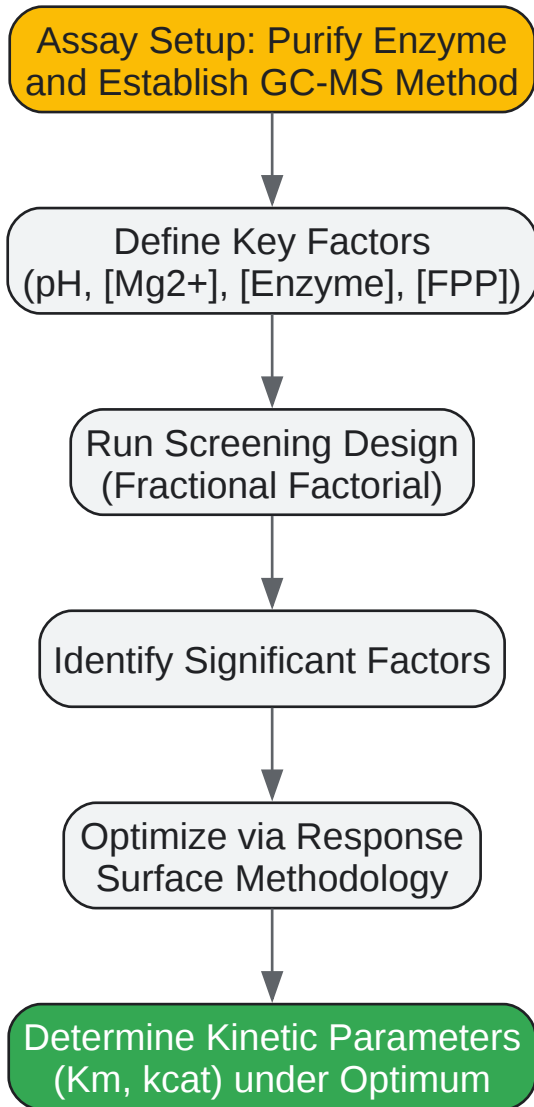 Assay Setup: Purify Enzyme
and Establish GC-MS Method
Define Key Factors
(pH, [Mg2+], [Enzyme], [FPP])
Run Screening Design
(Fractional Factorial)
Identify Significant Factors
Optimize via Response
Surface Methodology
Determine Kinetic Parameters
(Km, kcat) under Optimum